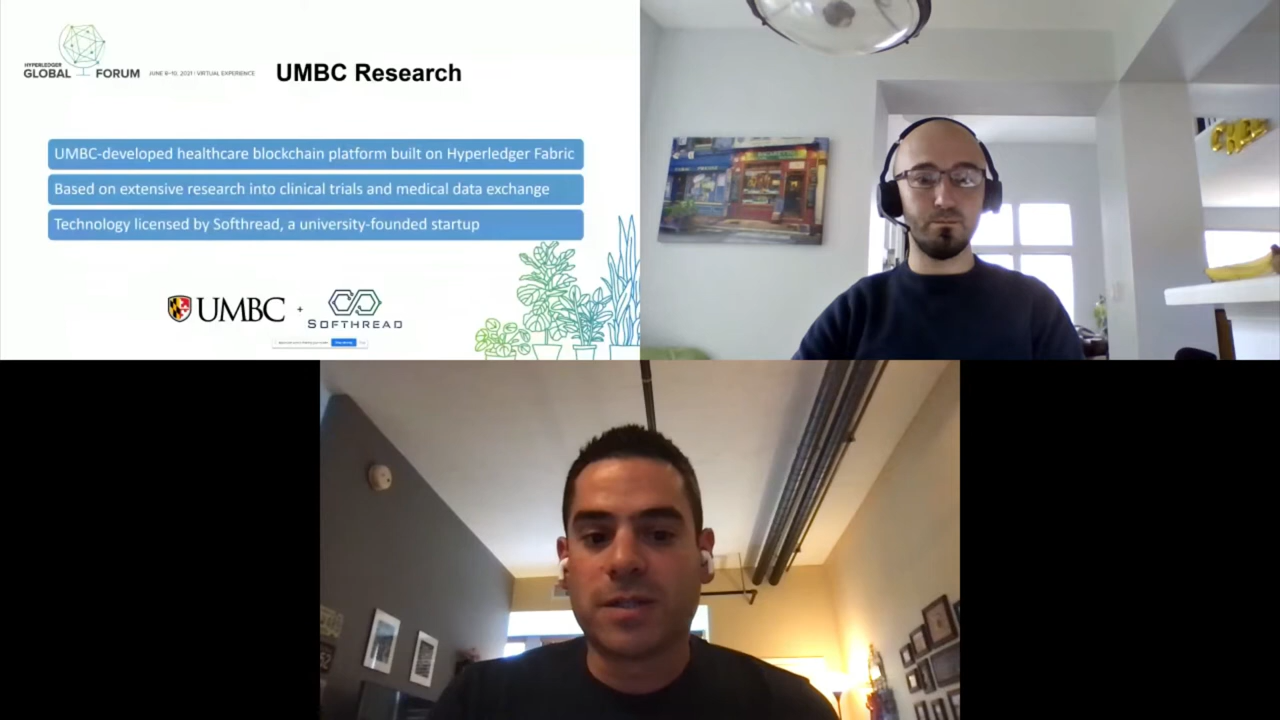 HYPERLEDGER
GLOBAL FORUM
JUNE 8-10, 2021 | VIRTUAL EXPERIENCE
UMBC Research
UMBC-developed healthcare blockchain platform built on Hyperledger Fabric
Based on extensive research into clinical trials and medical data exchange
Technology licensed by Softhread, a university-founded startup
UMBC + SOFTHREAD